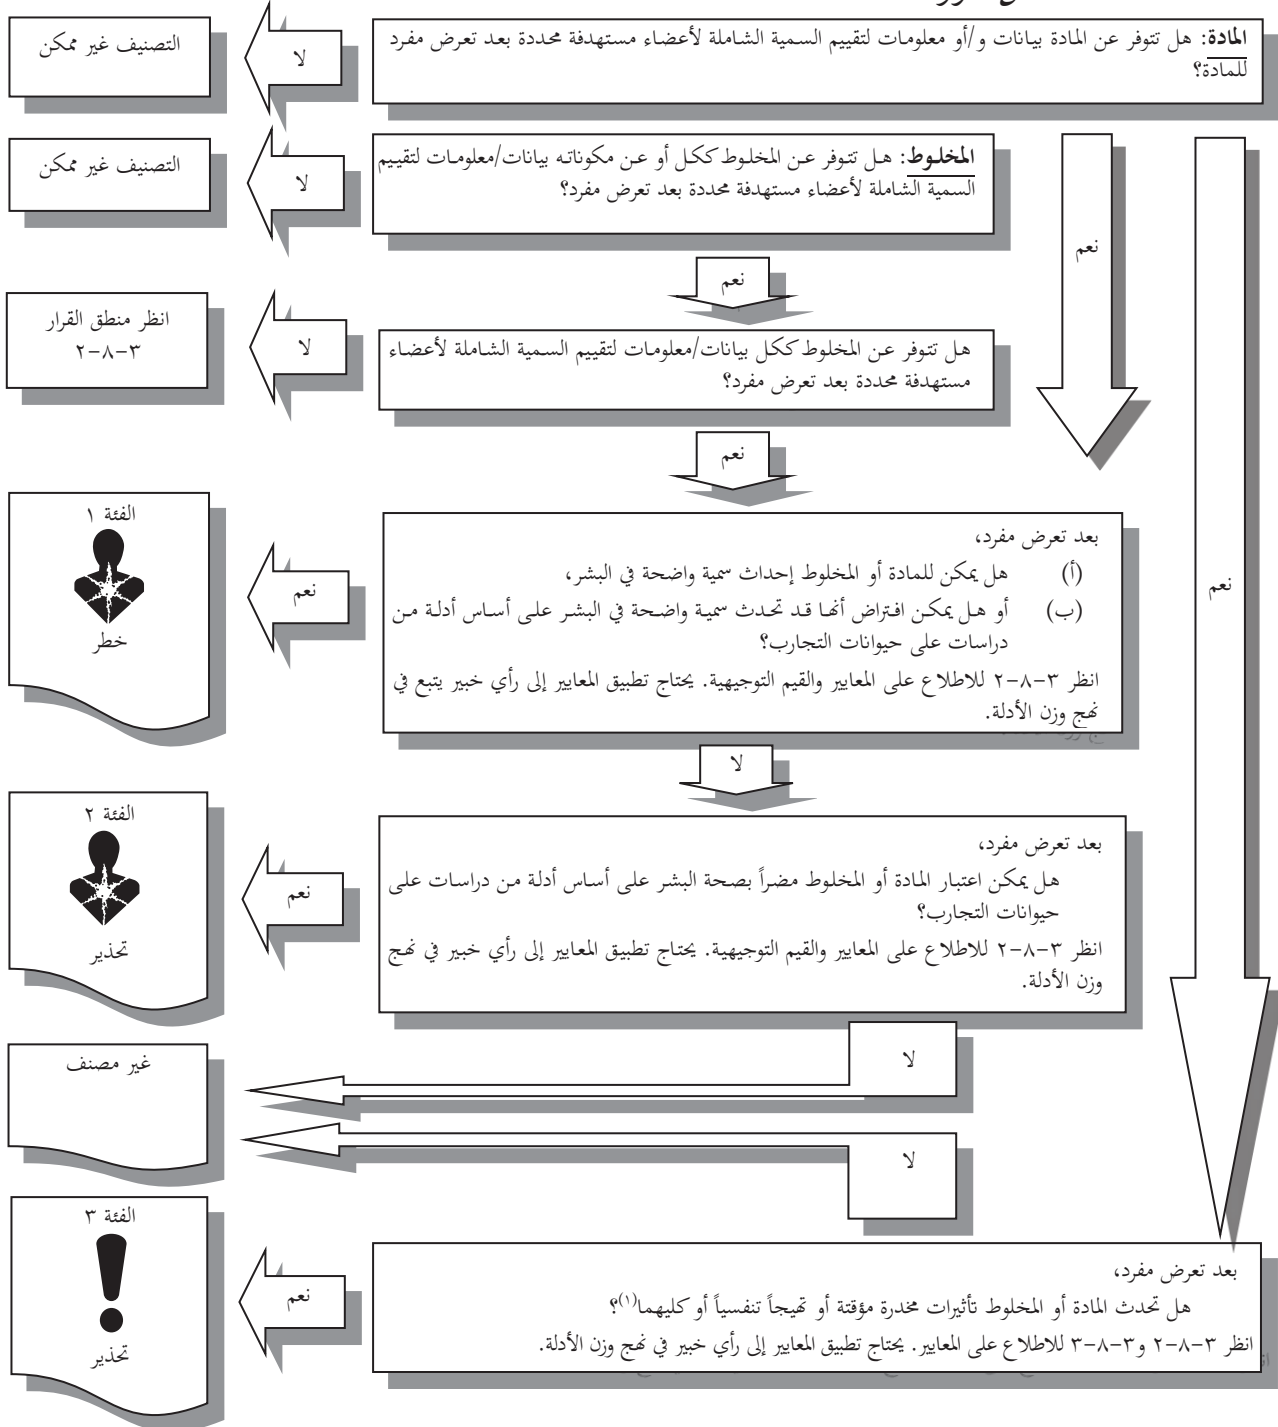 المادة: هل تتوفر عن المادة بيانات و/أو معلومات لتقييم السمية الشاملة لأعضاء مستهدفة محددة بعد تعرض مفرد
للمادة؟
لا
التصنيف غير ممكن
المخلوط: هل تتوفر عن المخلوط ككل أو عن مكوناته بيانات/معلومات لتقييم
السمية الشاملة لأعضاء مستهدفة محددة بعد تعرض مفرد؟
لا
التصنيف غير ممكن
نعم
نعم
هل تتوفر عن المخلوط ككل بيانات/معلومات لتقييم السمية الشاملة لأعضاء
مستهدفة محددة بعد تعرض مفرد؟
لا
انظر منطق القرار
٣-٨-٢
نعم
نعم
بعد تعرض مفرد،
(أ) هل يمكن للمادة أو المخلوط إحداث سمية واضحة في البشر،
(ب) أو هل يمكن افتراض أنها قد تحدث سمية واضحة في البشر على أساس أدلة من
دراسات على حيوانات التجارب؟
انظر ٣-٨-٢ للاطلاع على المعايير والقيم التوجيهية. يحتاج تطبيق المعايير إلى رأي خبير يتبع في
نهج وزن الأدلة.
نعم
الفئة ١
خطر
لا
بعد تعرض مفرد،
هل يمكن اعتبار المادة أو المخلوط مضراً بصحة البشر على أساس أدلة من دراسات على
حيوانات التجارب؟
انظر ٣-٨-٢ للاطلاع على المعايير والقيم التوجيهية. يحتاج تطبيق المعايير إلى رأي خبير في نهج
وزن الأدلة.
نعم
الفئة ٢
تحذير
لا
غير مصنف
لا
بعد تعرض مفرد،
هل تحدث المادة أو المخلوط تأثيرات مخدرة مؤقتة أو تهيجاً تنفسياً أو كليهما(١)؟
انظر ٣-٨-٢ و٣-٨-٣ للاطلاع على المعايير. يحتاج تطبيق المعايير إلى رأي خبير في نهج وزن الأدلة.
نعم
الفئة ٣
تحذير